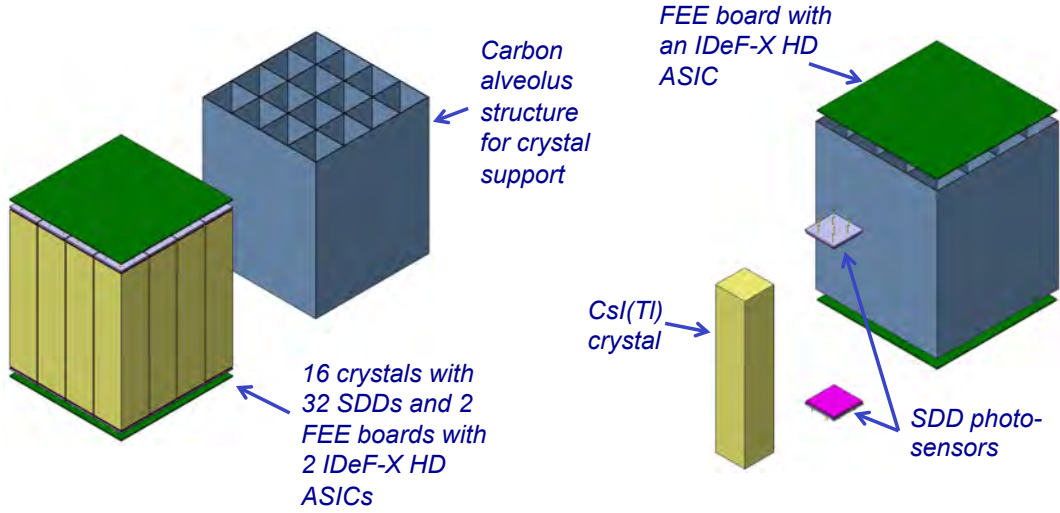 Carbon
alveolus
structure
for crystal
support
16 crystals with
32 SDDs and 2
FEE boards with
2 IDeF-X HD
ASICs
FEE board with
an IDeF-X HD
ASIC
CsI(Tl)
crystal
SDD photo-
sensors